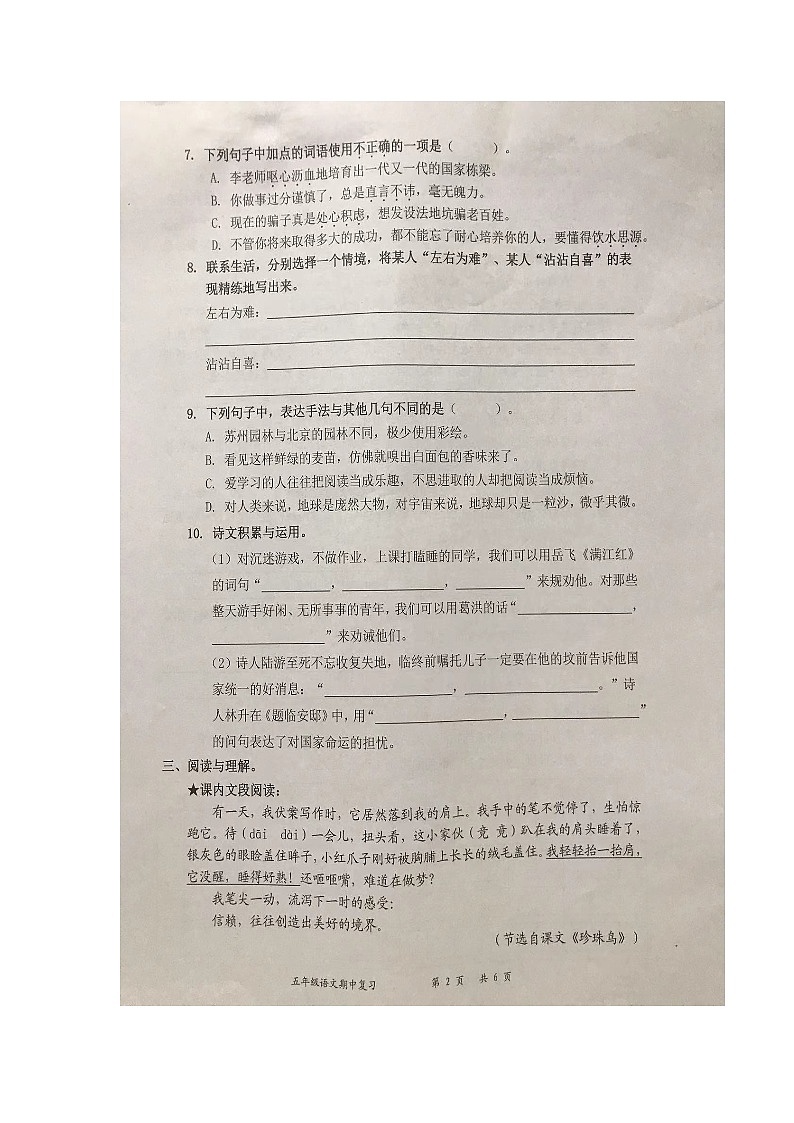 7. 下列句子中加点的词语使用不正确的一项是（　　）。
A. 李老师呕心沥血地培育出一代又一代的国家栋梁。
B. 你做事过分谨慎了，总是直言不讳，毫无魄力。
C. 现在的骗子真是处心积虑，想发设法地坑骗老百姓。
D. 不管你将来取得多大的成功，都不能忘了耐心培养你的人，要懂得饮水思源。
8. 联系生活，分别选择一个情境，将某人“左右为难”、某人“沾沾自喜”的表
现精练地写出来。
左右为难：
沾沾自喜：
9. 下列句子中，表达手法与其他几句不同的是（　　）。
A. 苏州园林与北京的园林不同，极少使用彩绘。
B. 看见这样鲜绿的麦苗，仿佛就嗅出白面包的香味来了。
C. 爱学习的人往往把阅读当成乐趣，不思进取的人却把阅读当成烦恼。
D. 对人类来说，地球是庞然大物，对宇宙来说，地球却只是一粒沙，微乎其微。
10. 诗文积累与运用。
（1）对沉迷游戏，不做作业，上课打瞌睡的同学，我们可以用岳飞《满江红》
的词句“__________，__________，__________”来规劝他。对那些
整天游手好闲、无所事事的青年，我们可以用葛洪的话“__________，
__________”来劝诫他们。
（2）诗人陆游至死不忘收复失地，临终前嘱托儿子一定要在他的坟前告诉他国
家统一的好消息：“__________，__________。”诗
人林升在《题临安邸》中，用“__________，__________”
的问句表达了对国家命运的担忧。
三、阅读与理解。
★课内文段阅读：
有一天，我伏案写作时，它居然落到我的肩上。我手中的笔不觉停了，生怕惊
跑它。待（dāi dài）一会儿，扭头看，这小家伙（竞 竟）趴在我的肩头睡着了，
银灰色的眼睑盖住眸子，小红爪子刚好被胸脯上长长的绒毛盖住。我轻轻抬一抬肩，
它没醒，睡得好熟！还咂咂嘴，难道在做梦？
我笔尖一动，流泻下一时的感受：
信赖，往往创造出美好的境界。
（节选自课文《珍珠鸟》）
五年级语文期中复习　第 2 页　共 6 页